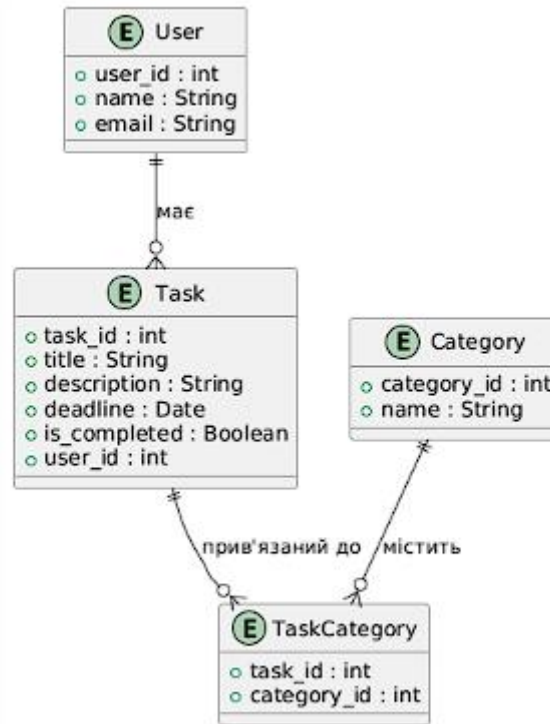 E User
user_id : int
name : String
email : String
має
E Task
task_id : int
title : String
description : String
deadline : Date
is_completed : Boolean
user_id : int
E Category
category_id : int
name : String
прив'язаний до
містить
E TaskCategory
task_id : int
category_id : int